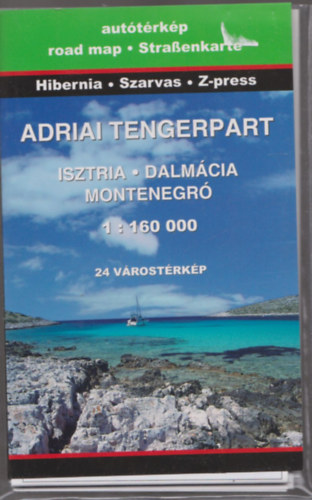 autótérkép
road map • Straßenkarte
Hibernia • Szarvas • Z-press
ADRIAI TENGERPART
ISZTRIA • DALMÁCIA
MONTENEGRÓ
1 : 160 000
24 VÁROSTÉRKÉP